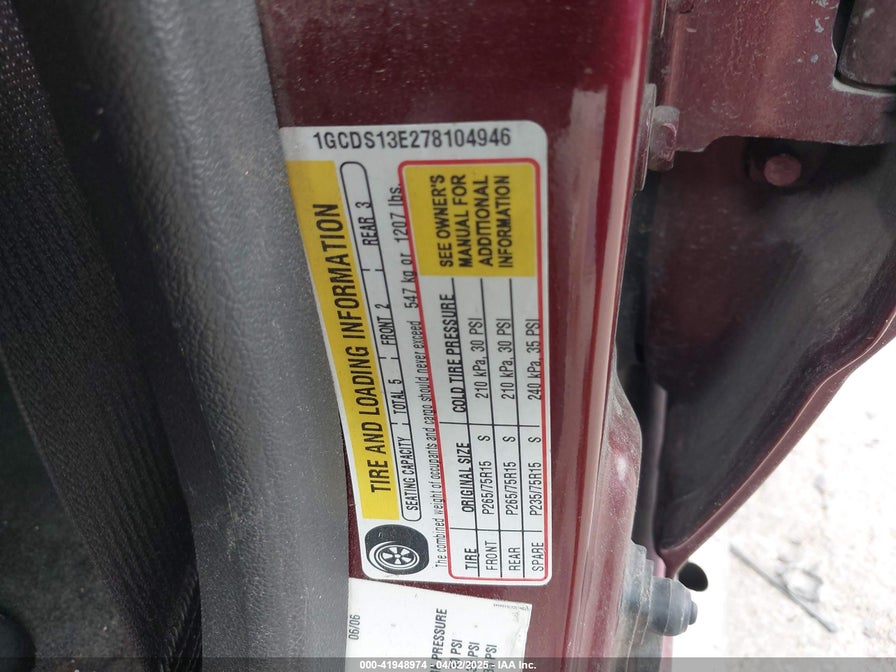 1GCDS13E278104946
TIRE AND LOADING INFORMATION
SEATING CAPACITY TOTAL 5 FRONT 2 REAR 3
The combined weight of occupants and cargo should never exceed 547 kg or 1207 lbs.
TIRE ORIGINAL SIZE COLD TIRE PRESSURE
FRONT P265/75R15 S 210 kPa, 30 PSI
REAR P265/75R15 S 210 kPa, 30 PSI
SPARE P235/75R15 S 240 kPa, 35 PSI
SEE OWNER'S
MANUAL FOR
ADDITIONAL
INFORMATION
06/06
PRESSURE
PSI
PSI
PSI
000-41948974 - 04/02/2025 - IAA Inc.